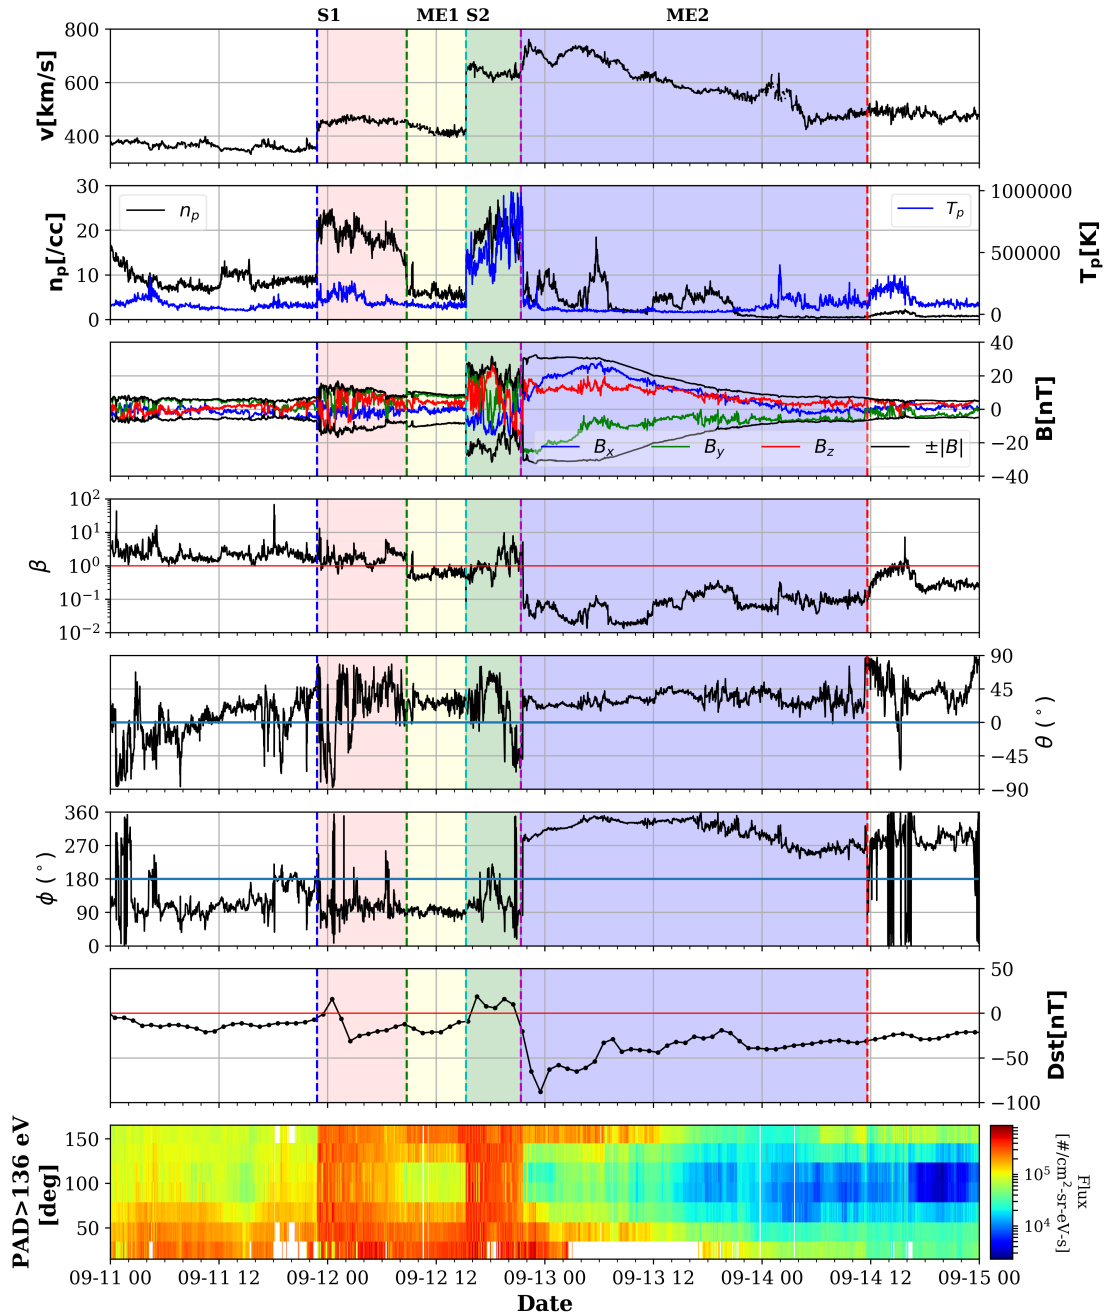 S1 ME1 S2 ME2
v[km/s]
800
600
400
n_p[/cc]
30
20
10
0
n_p
T_p
1000000
500000
0
T_p[K]
40
20
0
−20
−40
B[nT]
B_x B_y B_z ±|B|
β
10^2
10^1
10^0
10^−1
10^−2
90
45
0
−45
−90
θ (°)
ϕ (°)
360
270
180
90
0
50
0
−50
−100
Dst[nT]
PAD>136 eV
[deg]
150
100
50
10^5
10^4
Flux
[#/cm^2-sr-eV-s]
09-11 00 09-11 12 09-12 00 09-12 12 09-13 00 09-13 12 09-14 00 09-14 12 09-15 00
Date